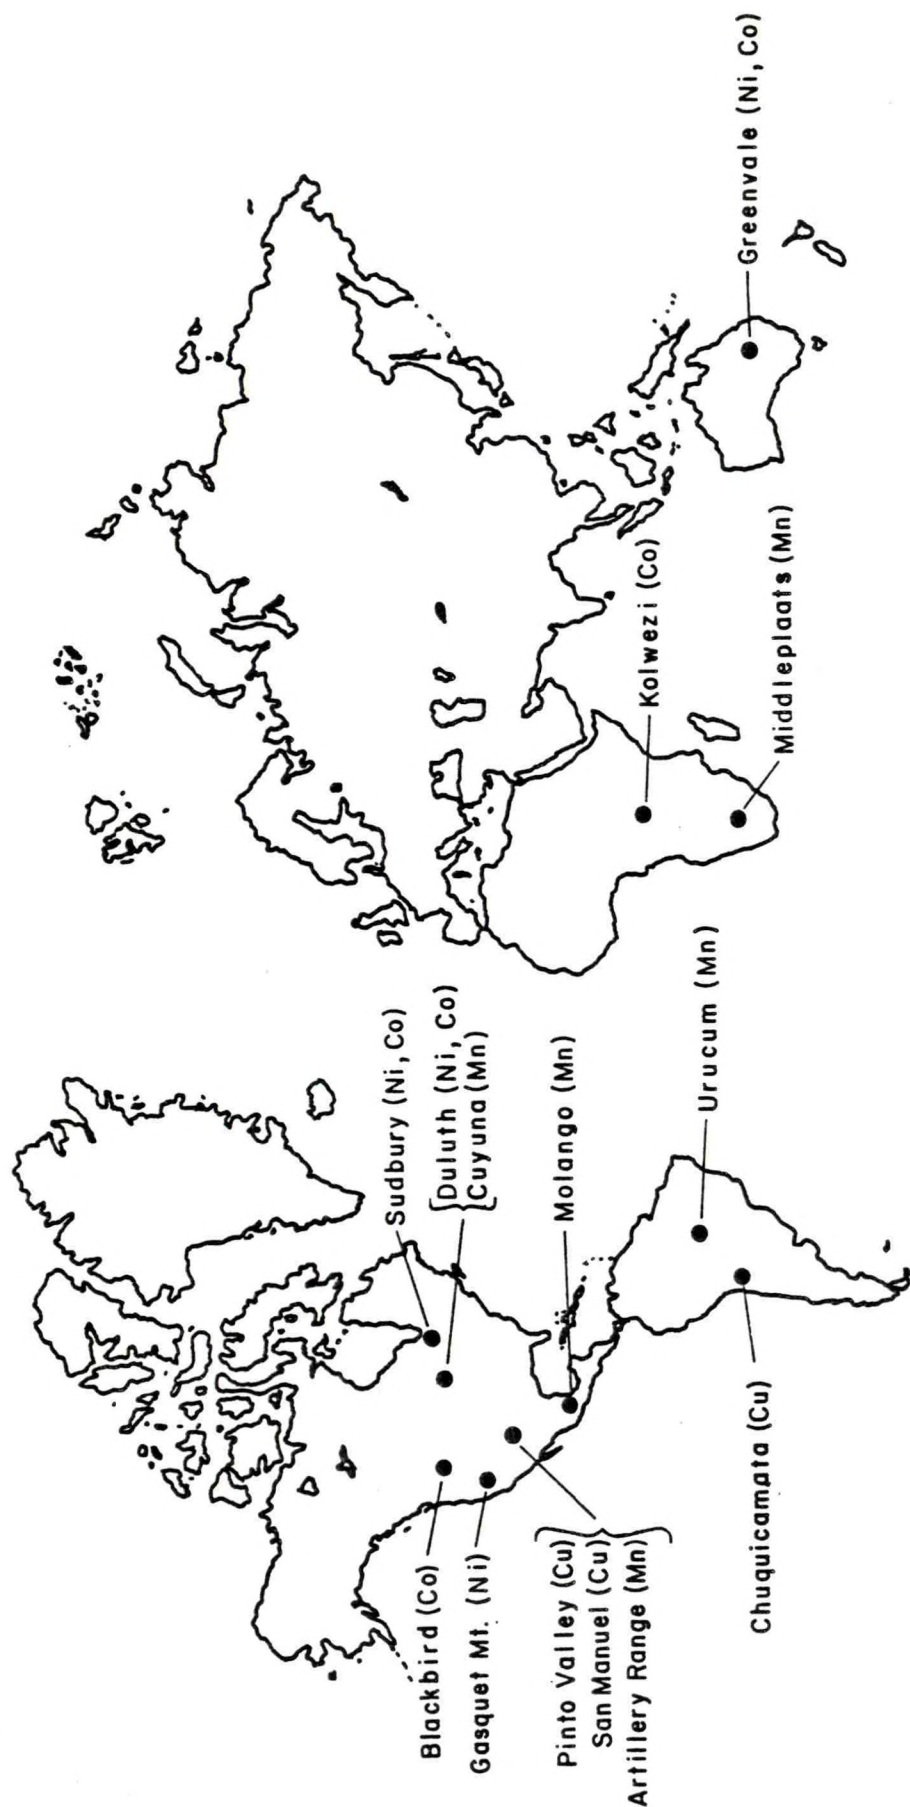 Sudbury (Ni, Co)
Duluth (Ni, Co)
Cuyuna (Mn)
Blackbird (Co)
Gasquet Mt. (Ni)
Molango (Mn)
Pinto Valley (Cu)
San Manuel (Cu)
Artillery Range (Mn)
Urucum (Mn)
Chuquicamata (Cu)
Kolwezi (Co)
Middleplaats (Mn)
Greenvale (Ni, Co)